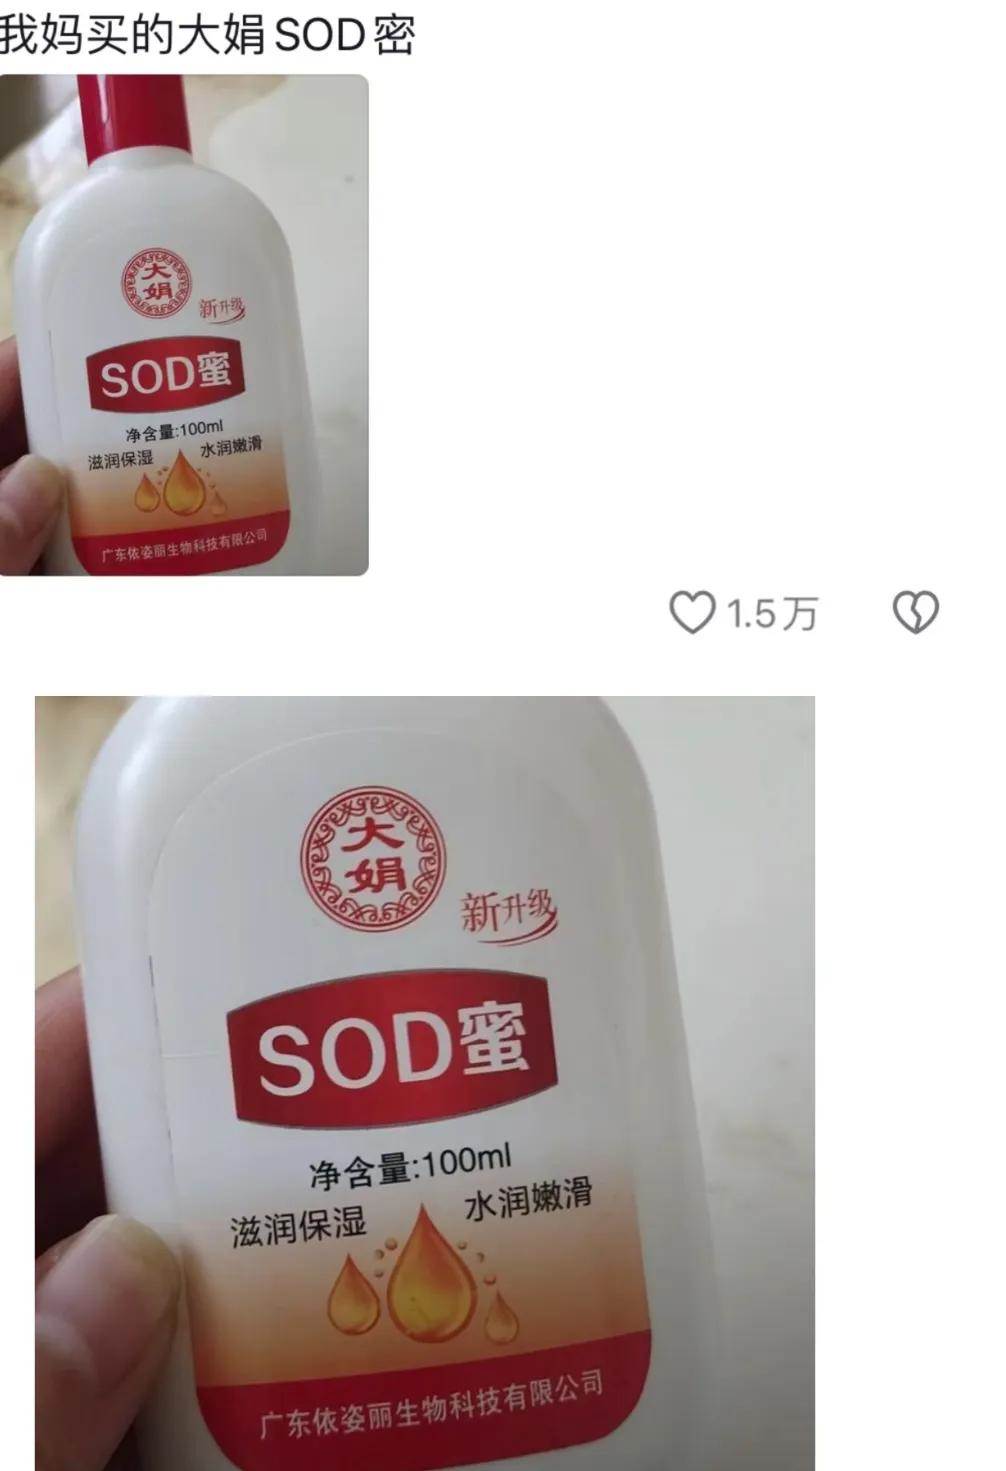 我妈买的大娟SOD密
大
娟
新升级
SOD蜜
净含量:100ml
滋润保湿
水润嫩滑
广东依姿丽生物科技有限公司
1.5万
大
娟
新升级
SOD蜜
净含量:100ml
滋润保湿
水润嫩滑
广东依姿丽生物科技有限公司